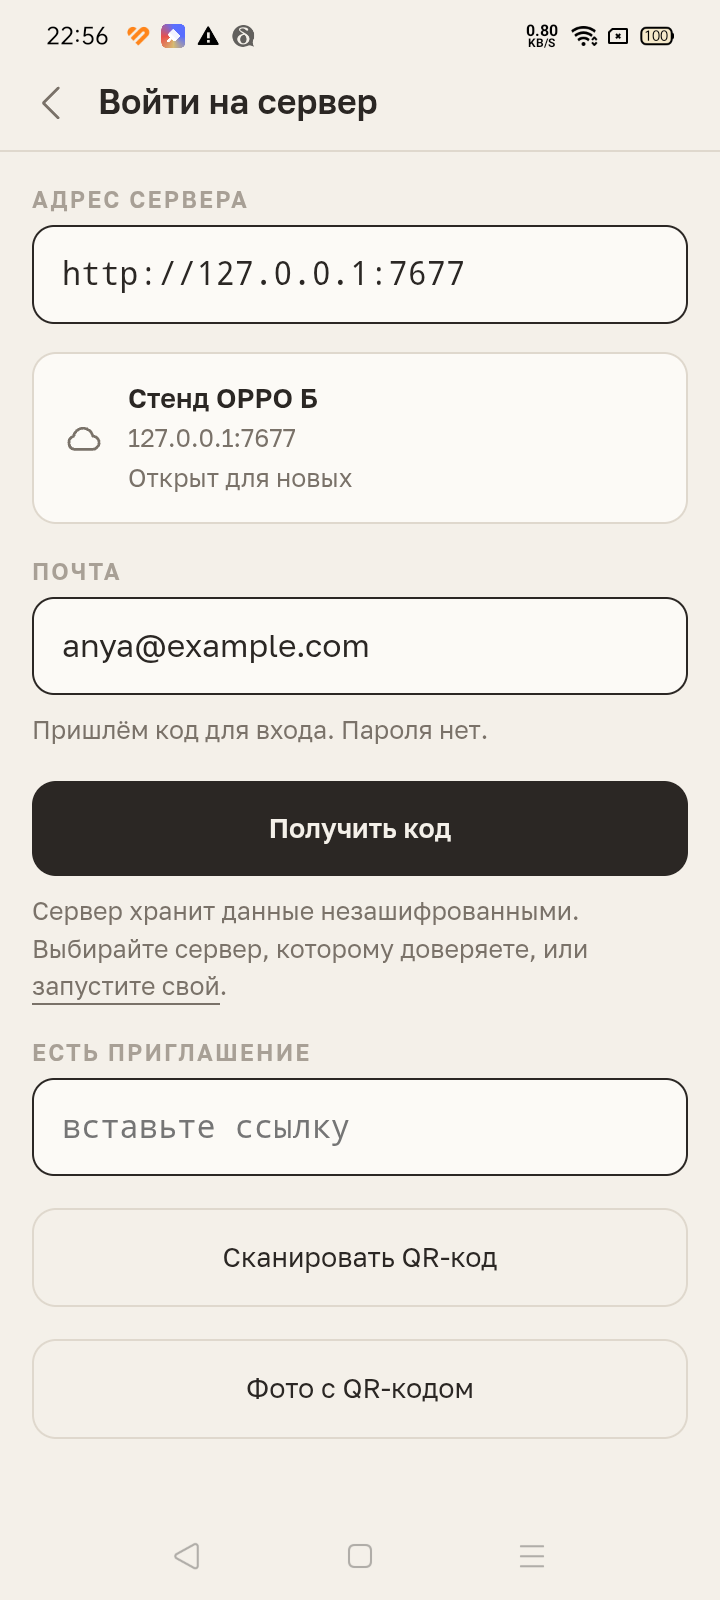 22:56
0.80 KB/S
100
Войти на сервер
АДРЕС СЕРВЕРА
http://127.0.0.1:7677
Стенд OPPO Б
127.0.0.1:7677
Открыт для новых
ПОЧТА
anya@example.com
Пришлём код для входа. Пароля нет.
Получить код
Сервер хранит данные незашифрованными.
Выбирайте сервер, которому доверяете, или
запустите свой.
ЕСТЬ ПРИГЛАШЕНИЕ
вставьте ссылку
Сканировать QR-код
Фото с QR-кодом